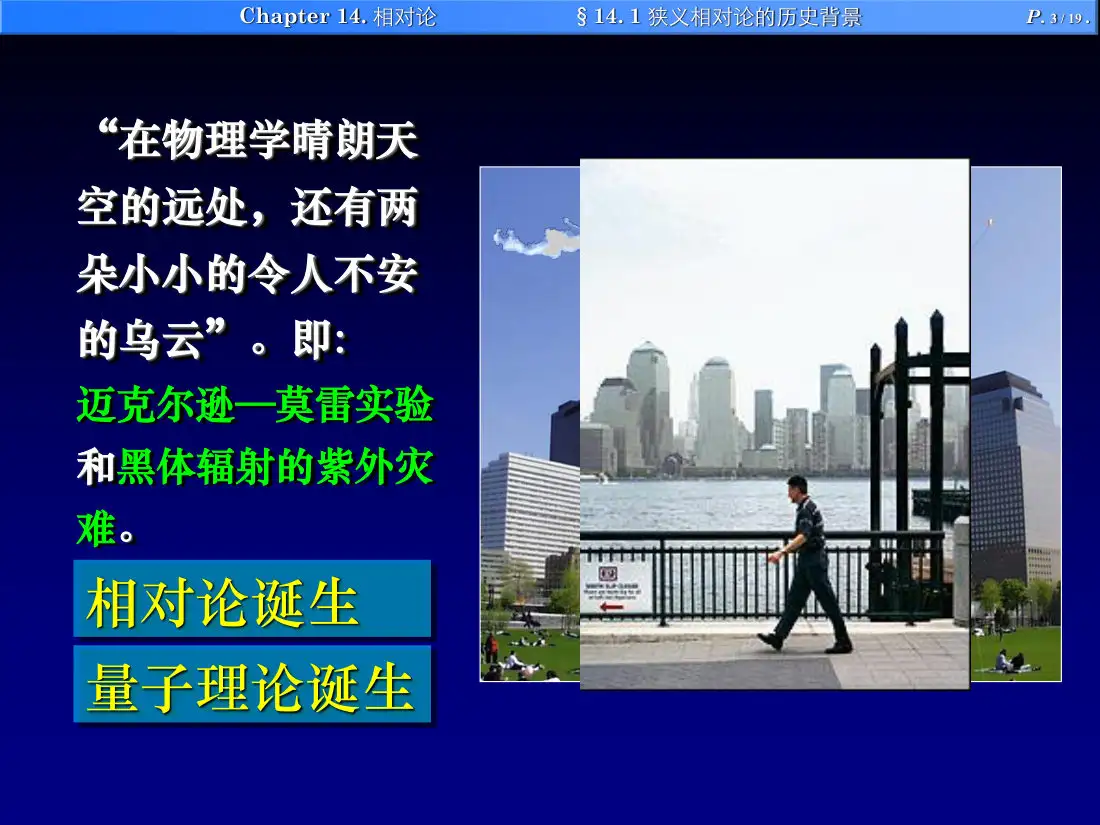 Chapter 14. 相对论 §14. 1 狭义相对论的历史背景 P. 3 / 19 .
“在物理学晴朗天
空的远处，还有两
朵小小的令人不安
的乌云”。即：
迈克尔逊—莫雷实验
和黑体辐射的紫外灾
难。
相对论诞生
量子理论诞生